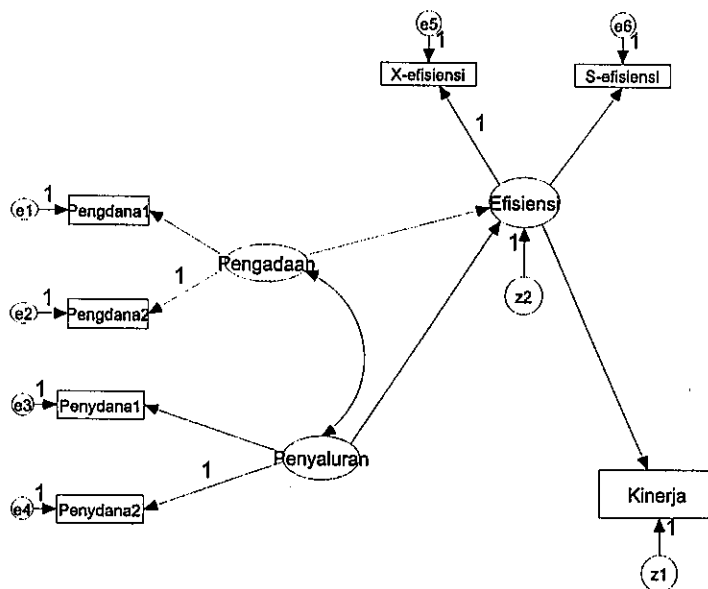 e5
1
e6
1
X-efisiensi
S-efisiensi
1
e1
1
Pengdana1
Efisiensi
1
Pengadaan
1
e2
1
Pengdana2
z2
e3
1
Penydana1
Penyaluran
1
e4
1
Penydana2
Kinerja
1
z1